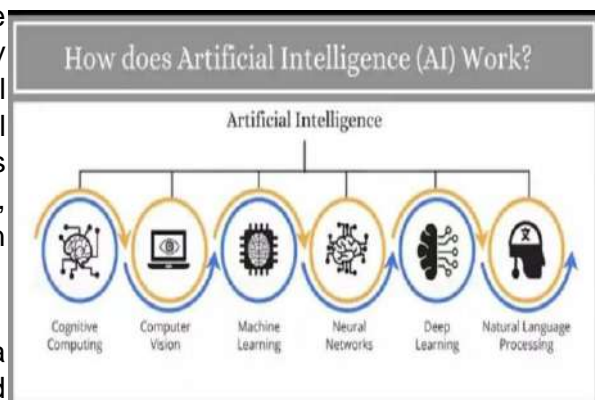 How does Artificial Intelligence (AI) Work?
Artificial Intelligence
Cognitive
Computing
Computer
Vision
Machine
Learning
Neural
Networks
Deep
Learning
Natural Language
Processing
文